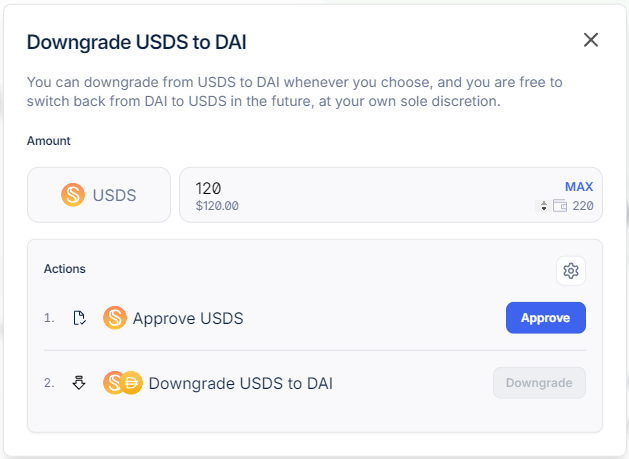 Downgrade USDS to DAI
You can downgrade from USDS to DAI whenever you choose, and you are free to
switch back from DAI to USDS in the future, at your own sole discretion.
Amount
USDS
120
MAX
$120.00
220
Actions
1. Approve USDS
Approve
2. Downgrade USDS to DAI
Downgrade